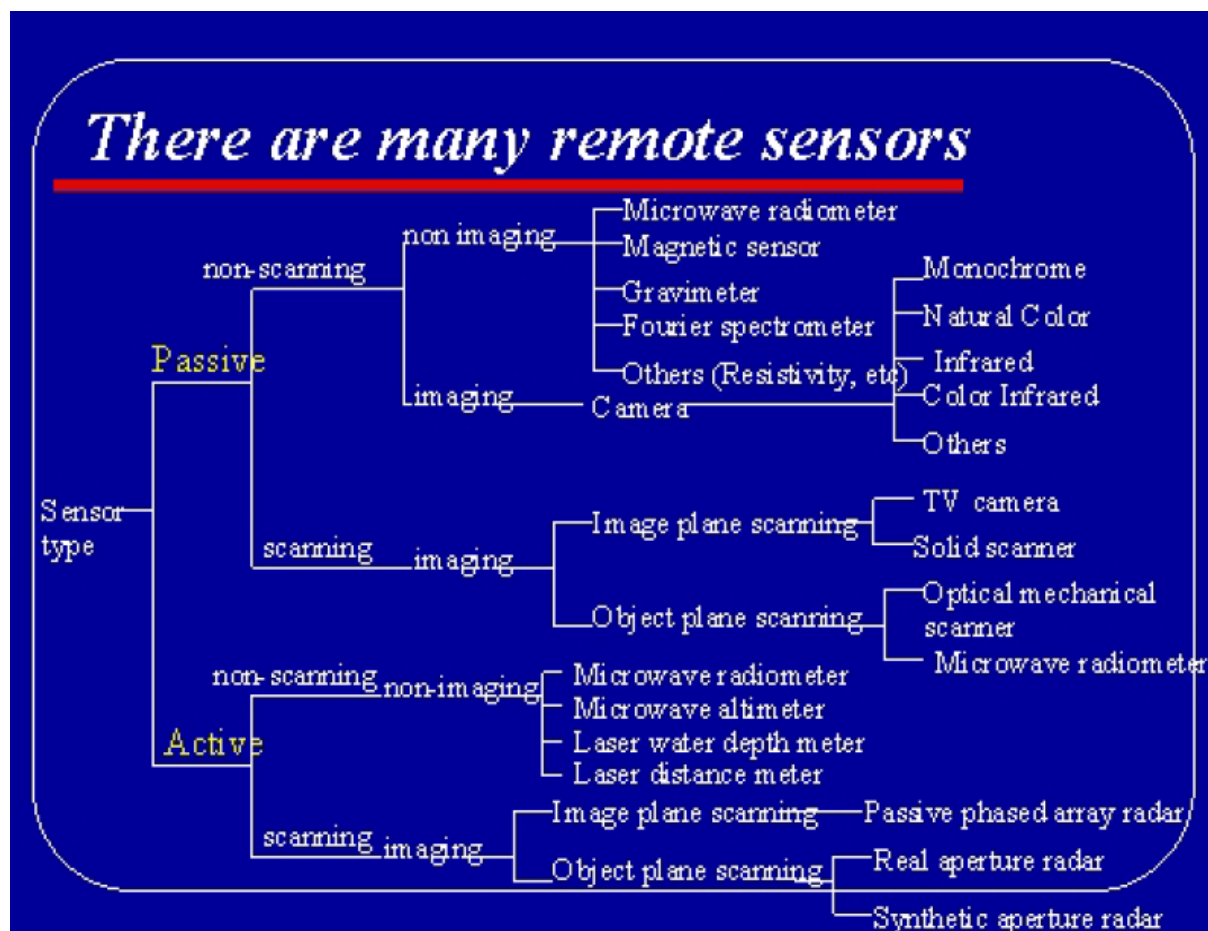 There are many remote sensors
Microwave radiometer
non imaging
Magnetic sensor
non-scanning
Monochrome
Gravimeter
Natural Color
Fourier spectrometer
Passive
Infrared
Others (Resistivity, etc)
imaging
Camera
Color Infrared
Others
Sensor
type
TV camera
Image plane scanning
Solid scanner
scanning
imaging
Optical mechanical
scanner
Object plane scanning
Microwave radiometer
non-scanning
non-imaging
Microwave radiometer
Microwave altimeter
Active
Laser water depth meter
Laser distance meter
Image plane scanning
Passive phased array radar
scanning
imaging
Real aperture radar
Object plane scanning
Synthetic aperture radar